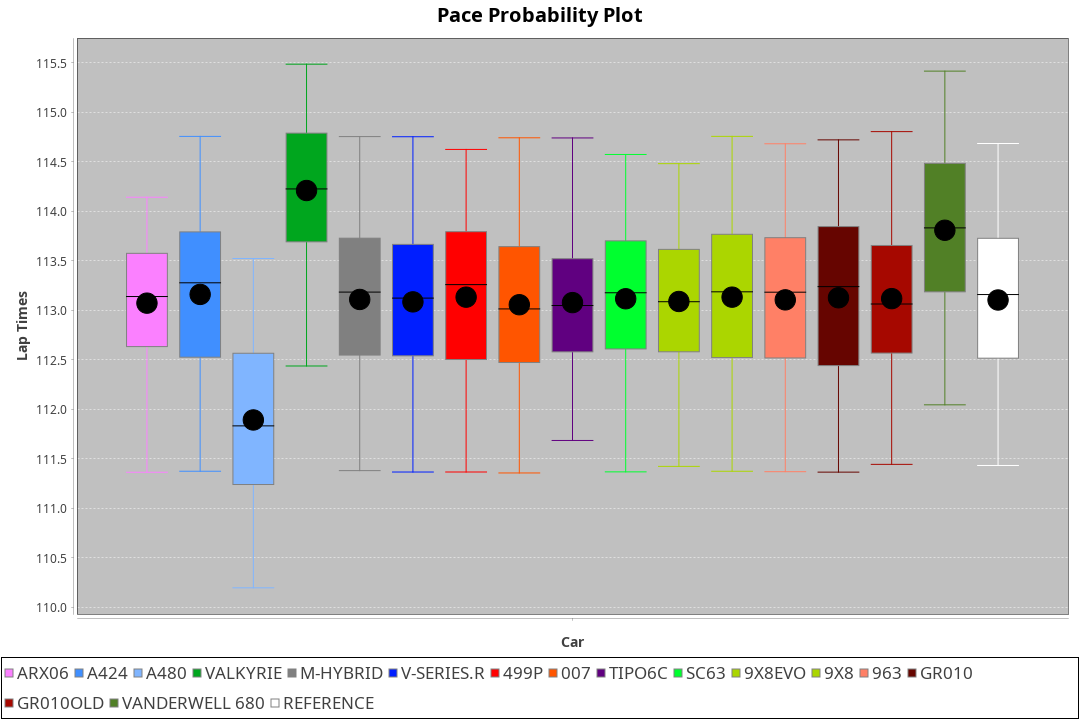 Pace Probability Plot
115.5
115.0
114.5
114.0
113.5
113.0
112.5
112.0
111.5
111.0
110.5
110.0
Lap Times
Car
ARX06 A424 A480 VALKYRIE M-HYBRID V-SERIES.R 499P 007 TIPO6C SC63 9X8EVO 9X8 963 GR010
GR010OLD VANDERWELL 680 REFERENCE